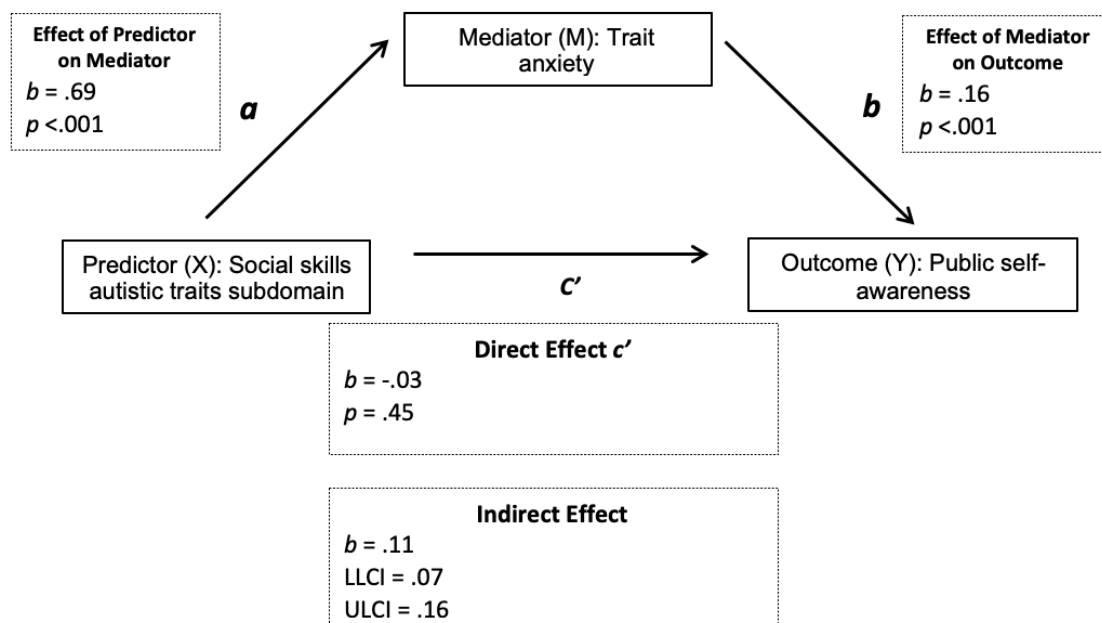 Effect of Predictor
on Mediator
b = .69
p <.001
a
Mediator (M): Trait
anxiety
b
Effect of Mediator
on Outcome
b = .16
p <.001
Predictor (X): Social skills
autistic traits subdomain
c’
Outcome (Y): Public self-
awareness
Direct Effect c’
b = -.03
p = .45
Indirect Effect
b = .11
LLCI = .07
ULCI = .16